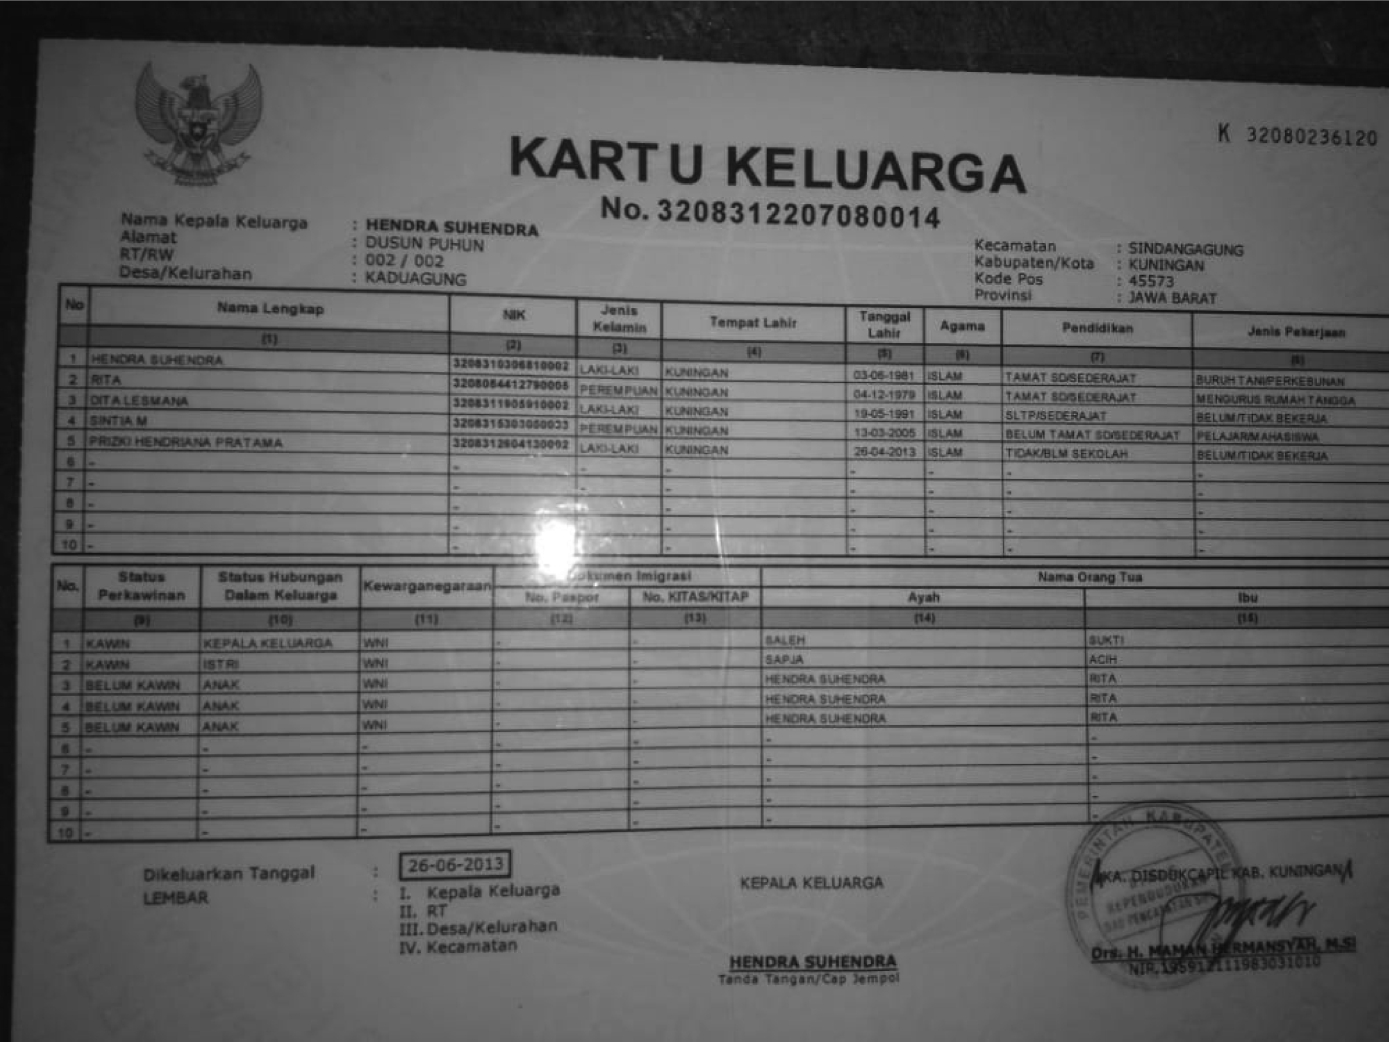 K 32080236120
KARTU KELUARGA
No. 3208312207080014
Nama Kepala Keluarga : HENDRA SUHENDRA
Alamat : DUSUN PUHUN
RT/RW : 002 / 002
Desa/Kelurahan : KADUAGUNG
Kecamatan : SINDANGAGUNG
Kabupaten/Kota : KUNINGAN
Kode Pos : 45573
Provinsi : JAWA BARAT
No Nama Lengkap NIK Jenis Kelamin Tempat Lahir Tanggal Lahir Agama Pendidikan Jenis Pekerjaan
(1) (2) (3) (4) (5) (6) (7) (8)
1 HENDRA SUHENDRA 3208310306810002 LAKI-LAKI KUNINGAN 03-06-1981 ISLAM TAMAT SD/SEDERAJAT BURUH TANI/PERKEBUNAN
2 RITA 3208084412790005 PEREMPUAN KUNINGAN 04-12-1979 ISLAM TAMAT SD/SEDERAJAT MENGURUS RUMAH TANGGA
3 DITA LESMANA 3208311905910002 LAKI-LAKI KUNINGAN 19-05-1991 ISLAM SLTP/SEDERAJAT BELUM/TIDAK BEKERJA
4 SINTIA M 3208315303050033 PEREMPUAN KUNINGAN 13-03-2005 ISLAM BELUM TAMAT SD/SEDERAJAT PELAJAR/MAHASISWA
5 PRIZKI HENDRIANA PRATAMA 3208312604130002 LAKI-LAKI KUNINGAN 26-04-2013 ISLAM TIDAK/BLM SEKOLAH BELUM/TIDAK BEKERJA
6 - - - - - - -
7 - - - - - - -
8 - - - - - - -
9 - - - - - - -
10 - - - - - - -
No. Status Perkawinan Status Hubungan Dalam Keluarga Kewarganegaraan Dokumen Imigrasi Nama Orang Tua
No. Paspor No. KITAS/KITAP Ayah Ibu
(9) (10) (11) (12) (13) (14) (15)
1 KAWIN KEPALA KELUARGA WNI - - SALEH SUKTI
2 KAWIN ISTRI WNI - - SAPJA ACIH
3 BELUM KAWIN ANAK WNI - - HENDRA SUHENDRA RITA
4 BELUM KAWIN ANAK WNI - - HENDRA SUHENDRA RITA
5 BELUM KAWIN ANAK WNI - - HENDRA SUHENDRA RITA
6 - - - - - - -
7 - - - - - - -
8 - - - - - - -
9 - - - - - - -
10 - - - - - - -
Dikeluarkan Tanggal : 26-06-2013
LEMBAR : I. Kepala Keluarga
II. RT
III. Desa/Kelurahan
IV. Kecamatan
KEPALA KELUARGA
HENDRA SUHENDRA
Tanda Tangan/Cap Jempol
KA. DISDUKCAPIL KAB. KUNINGAN
PEMERINTAH KABUPATEN
KEPENDUDUKAN
DAN PENCATATAN
Drs. H. MAMAN HERMANSYAH, M.SI
NIP.195912111983031010